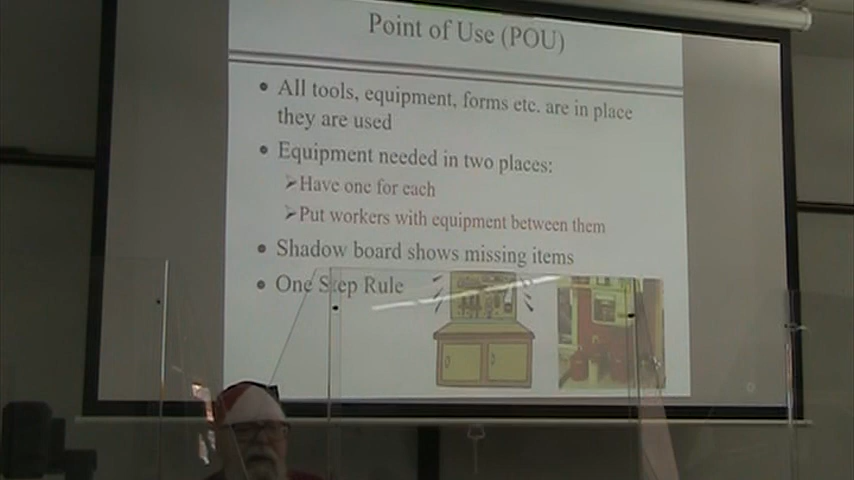 Point of Use (POU)
• All tools, equipment, forms etc. are in place
they are used
• Equipment needed in two places:
➢Have one for each
➢Put workers with equipment between them
• Shadow board shows missing items
• One Step Rule